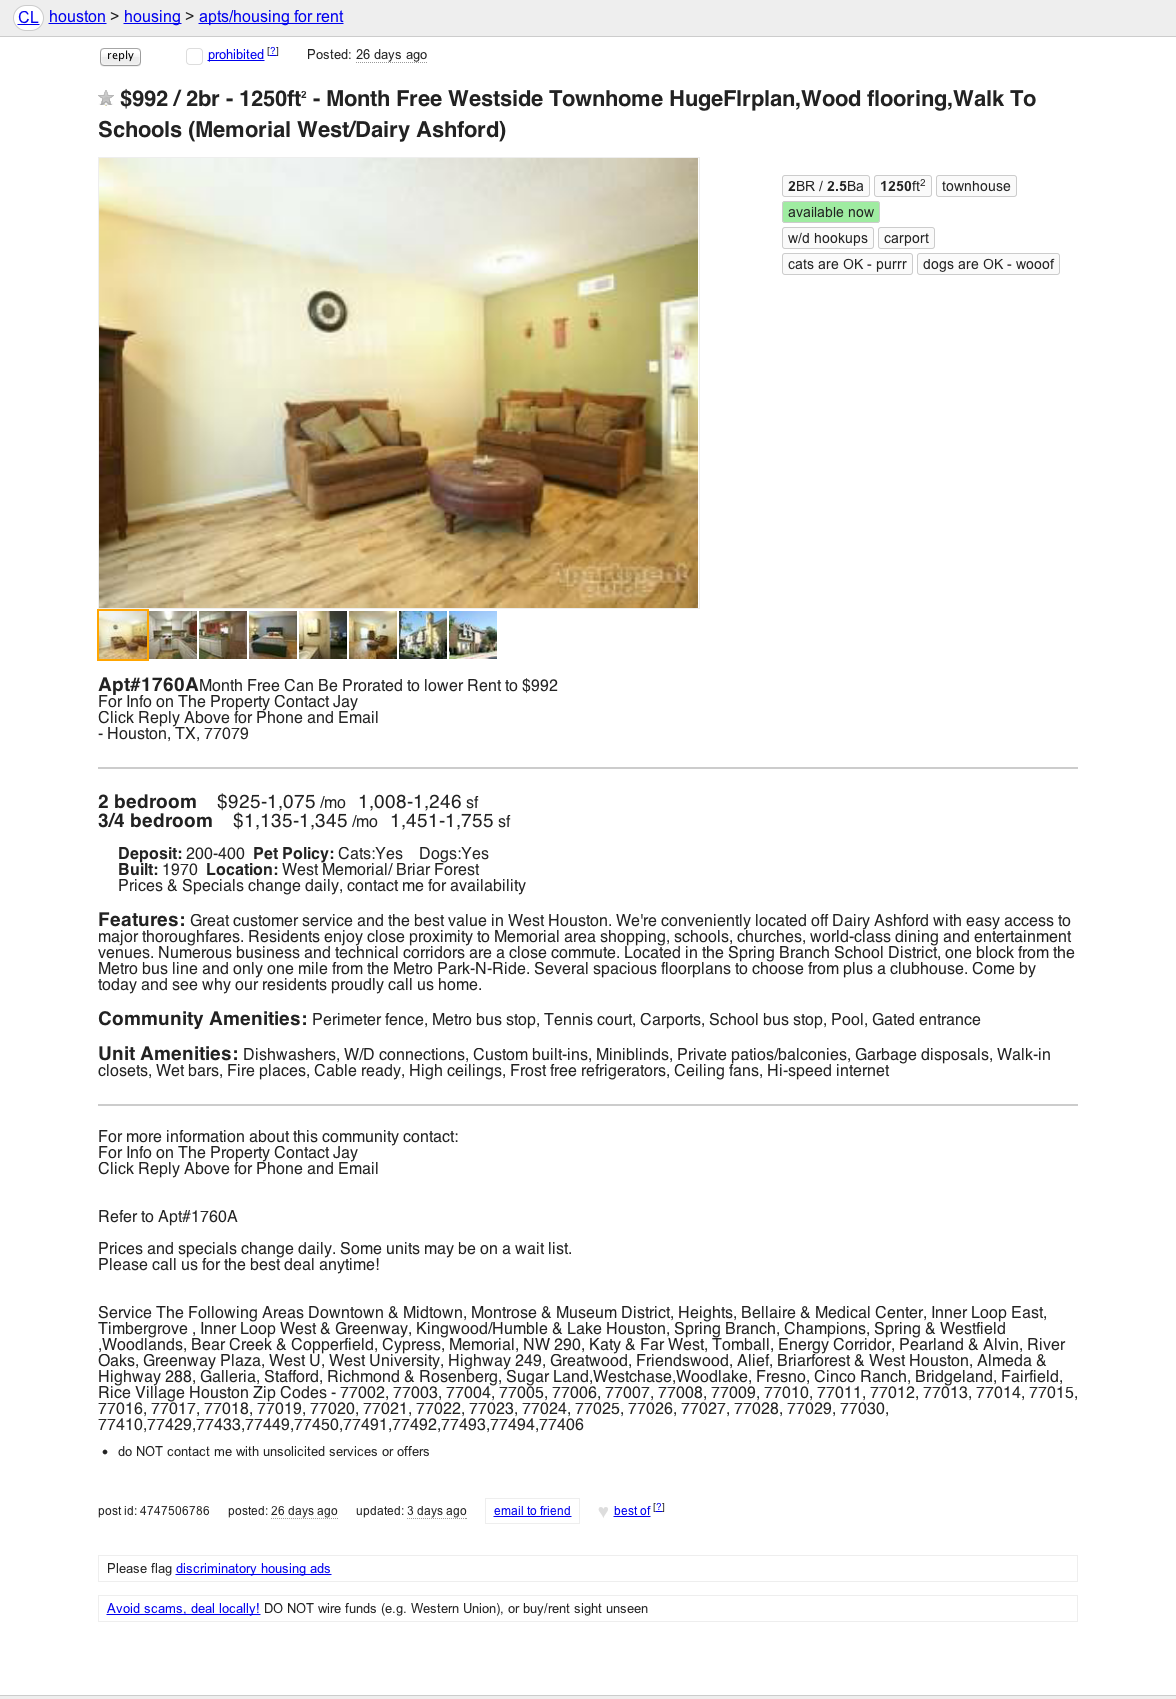 CL houston > housing > apts/housing for rent
reply prohibited [?] Posted: 26 days ago
$992 / 2br - 1250ft² - Month Free Westside Townhome HugeFlrplan,Wood flooring,Walk To
Schools (Memorial West/Dairy Ashford)
2BR / 2.5Ba 1250ft² townhouse
available now
w/d hookups carport
cats are OK - purrr dogs are OK - wooof
Apartment
guide
Apt#1760AMonth Free Can Be Prorated to lower Rent to $992
For Info on The Property Contact Jay
Click Reply Above for Phone and Email
- Houston, TX, 77079
2 bedroom $925-1,075 /mo 1,008-1,246 sf
3/4 bedroom $1,135-1,345 /mo 1,451-1,755 sf
Deposit: 200-400 Pet Policy: Cats:Yes Dogs:Yes
Built: 1970 Location: West Memorial/ Briar Forest
Prices & Specials change daily, contact me for availability
Features: Great customer service and the best value in West Houston. We're conveniently located off Dairy Ashford with easy access to
major thoroughfares. Residents enjoy close proximity to Memorial area shopping, schools, churches, world-class dining and entertainment
venues. Numerous business and technical corridors are a close commute. Located in the Spring Branch School District, one block from the
Metro bus line and only one mile from the Metro Park-N-Ride. Several spacious floorplans to choose from plus a clubhouse. Come by
today and see why our residents proudly call us home.
Community Amenities: Perimeter fence, Metro bus stop, Tennis court, Carports, School bus stop, Pool, Gated entrance
Unit Amenities: Dishwashers, W/D connections, Custom built-ins, Miniblinds, Private patios/balconies, Garbage disposals, Walk-in
closets, Wet bars, Fire places, Cable ready, High ceilings, Frost free refrigerators, Ceiling fans, Hi-speed internet
For more information about this community contact:
For Info on The Property Contact Jay
Click Reply Above for Phone and Email
Refer to Apt#1760A
Prices and specials change daily. Some units may be on a wait list.
Please call us for the best deal anytime!
Service The Following Areas Downtown & Midtown, Montrose & Museum District, Heights, Bellaire & Medical Center, Inner Loop East,
Timbergrove , Inner Loop West & Greenway, Kingwood/Humble & Lake Houston, Spring Branch, Champions, Spring & Westfield
,Woodlands, Bear Creek & Copperfield, Cypress, Memorial, NW 290, Katy & Far West, Tomball, Energy Corridor, Pearland & Alvin, River
Oaks, Greenway Plaza, West U, West University, Highway 249, Greatwood, Friendswood, Alief, Briarforest & West Houston, Almeda &
Highway 288, Galleria, Stafford, Richmond & Rosenberg, Sugar Land,Westchase,Woodlake, Fresno, Cinco Ranch, Bridgeland, Fairfield,
Rice Village Houston Zip Codes - 77002, 77003, 77004, 77005, 77006, 77007, 77008, 77009, 77010, 77011, 77012, 77013, 77014, 77015,
77016, 77017, 77018, 77019, 77020, 77021, 77022, 77023, 77024, 77025, 77026, 77027, 77028, 77029, 77030,
77410,77429,77433,77449,77450,77491,77492,77493,77494,77406
• do NOT contact me with unsolicited services or offers
post id: 4747506786 posted: 26 days ago updated: 3 days ago email to friend ♥ best of [?]
Please flag discriminatory housing ads
Avoid scams, deal locally! DO NOT wire funds (e.g. Western Union), or buy/rent sight unseen